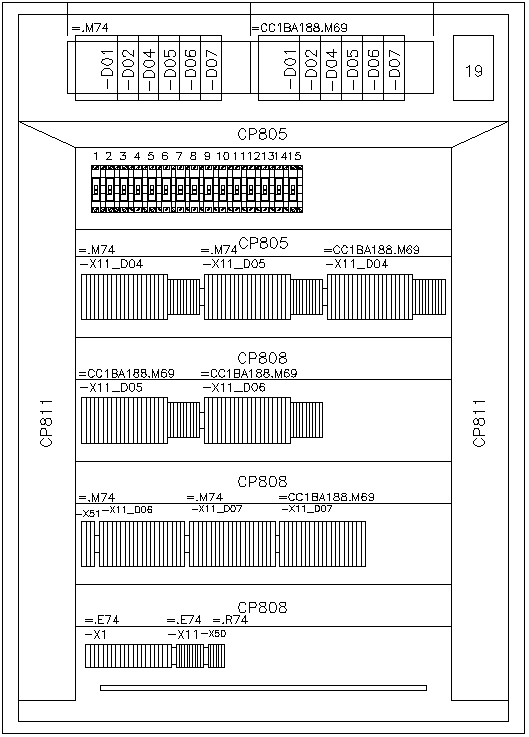 =.M74 =CC1BA188.M69
-D01 -D02 -D04 -D05 -D06 -D07 -D01 -D02 -D04 -D05 -D06 -D07
19
CP805
1 2 3 4 5 6 7 8 9 10 11 12 13 14 15
CP805
=.M74 =.M74 =CC1BA188.M69
-X11_D04 -X11_D05 -X11_D04
CP808
=CC1BA188.M69 =CC1BA188.M69
-X11_D05 -X11_D06
CP811
CP811
CP808
=.M74 =.M74 =CC1BA188.M69
-X51 -X11_D06 -X11_D07 -X11_D07
CP808
=.E74 =.E74 =.R74
-X1 -X11 -X50